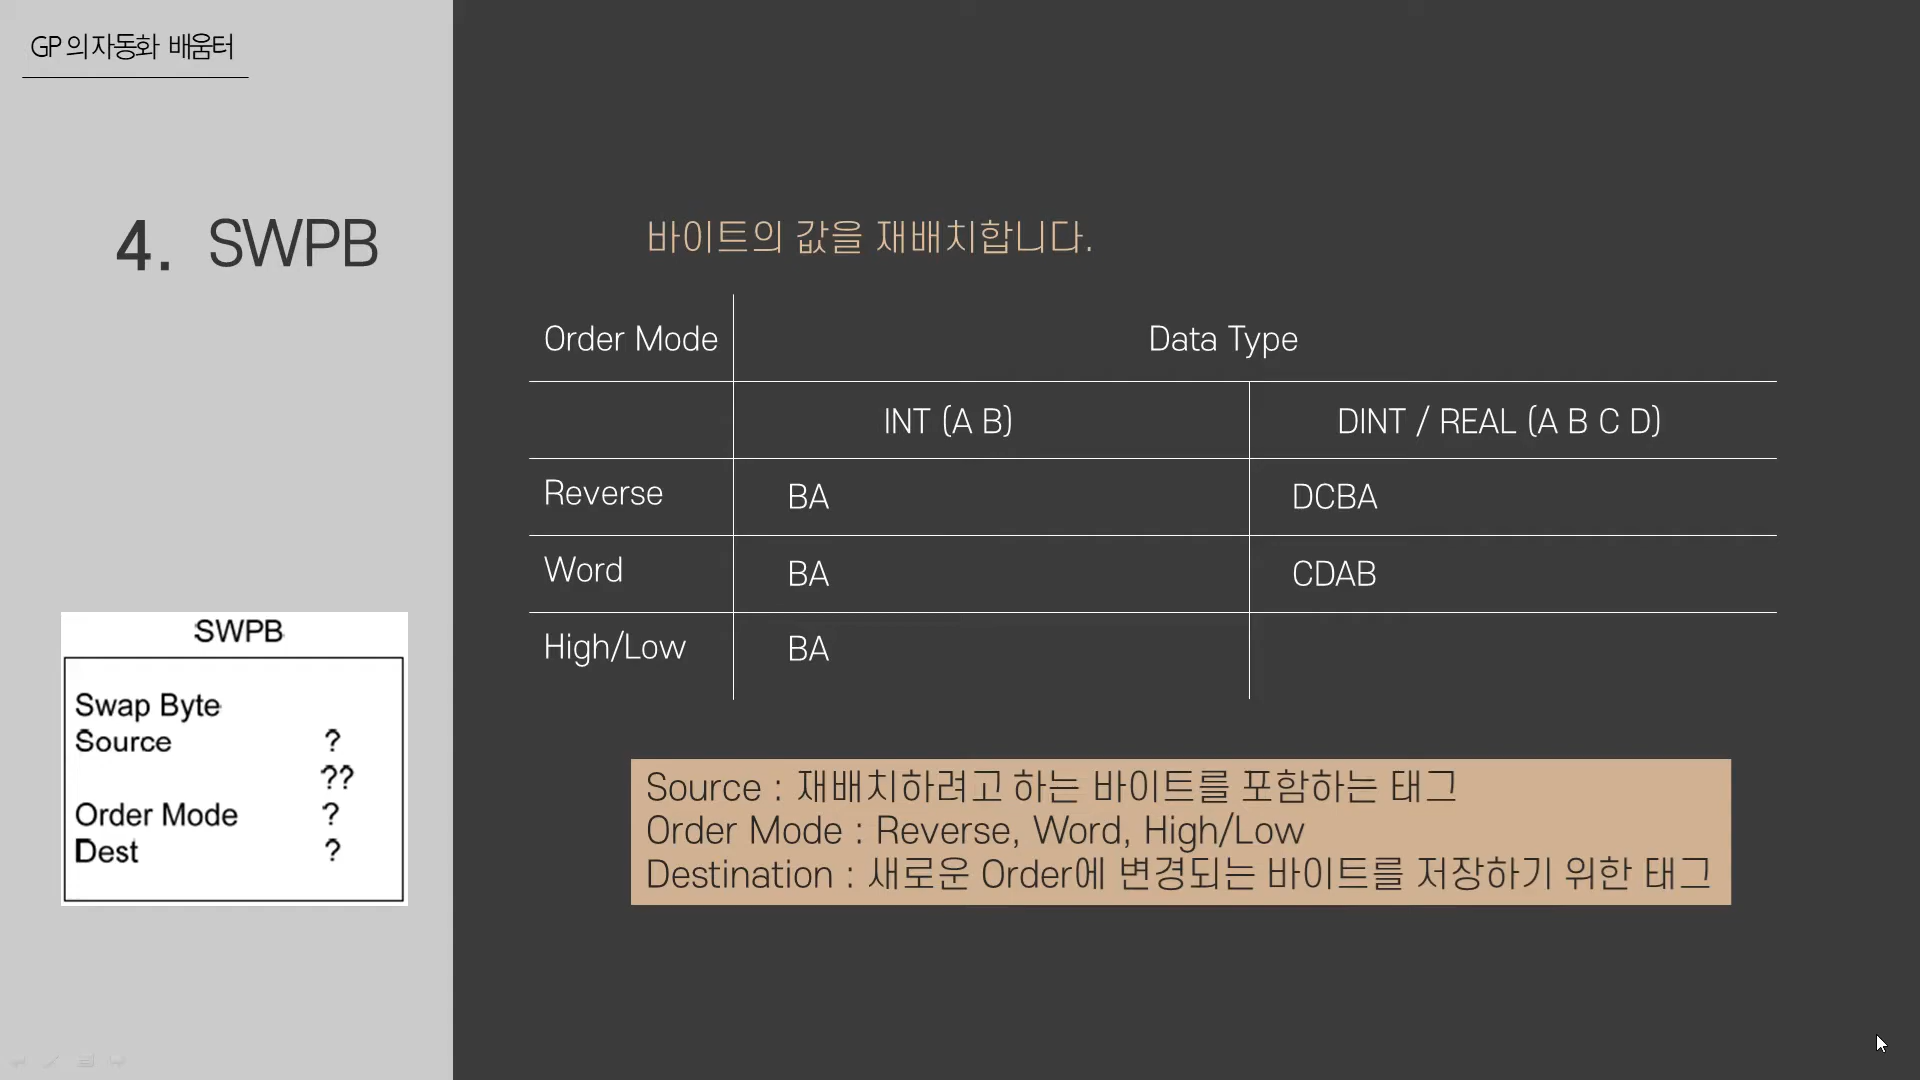 GP의자동화 배움터
4. SWPB
바이트의 값을 재배치합니다.
Order Mode Data Type
INT (A B) DINT / REAL (A B C D)
Reverse BA DCBA
Word BA CDAB
High/Low BA
SWPB
Swap Byte
Source ?
??
Order Mode ?
Dest ?
Source : 재배치하려고 하는 바이트를 포함하는 태그
Order Mode : Reverse, Word, High/Low
Destination : 새로운 Order에 변경되는 바이트를 저장하기 위한 태그